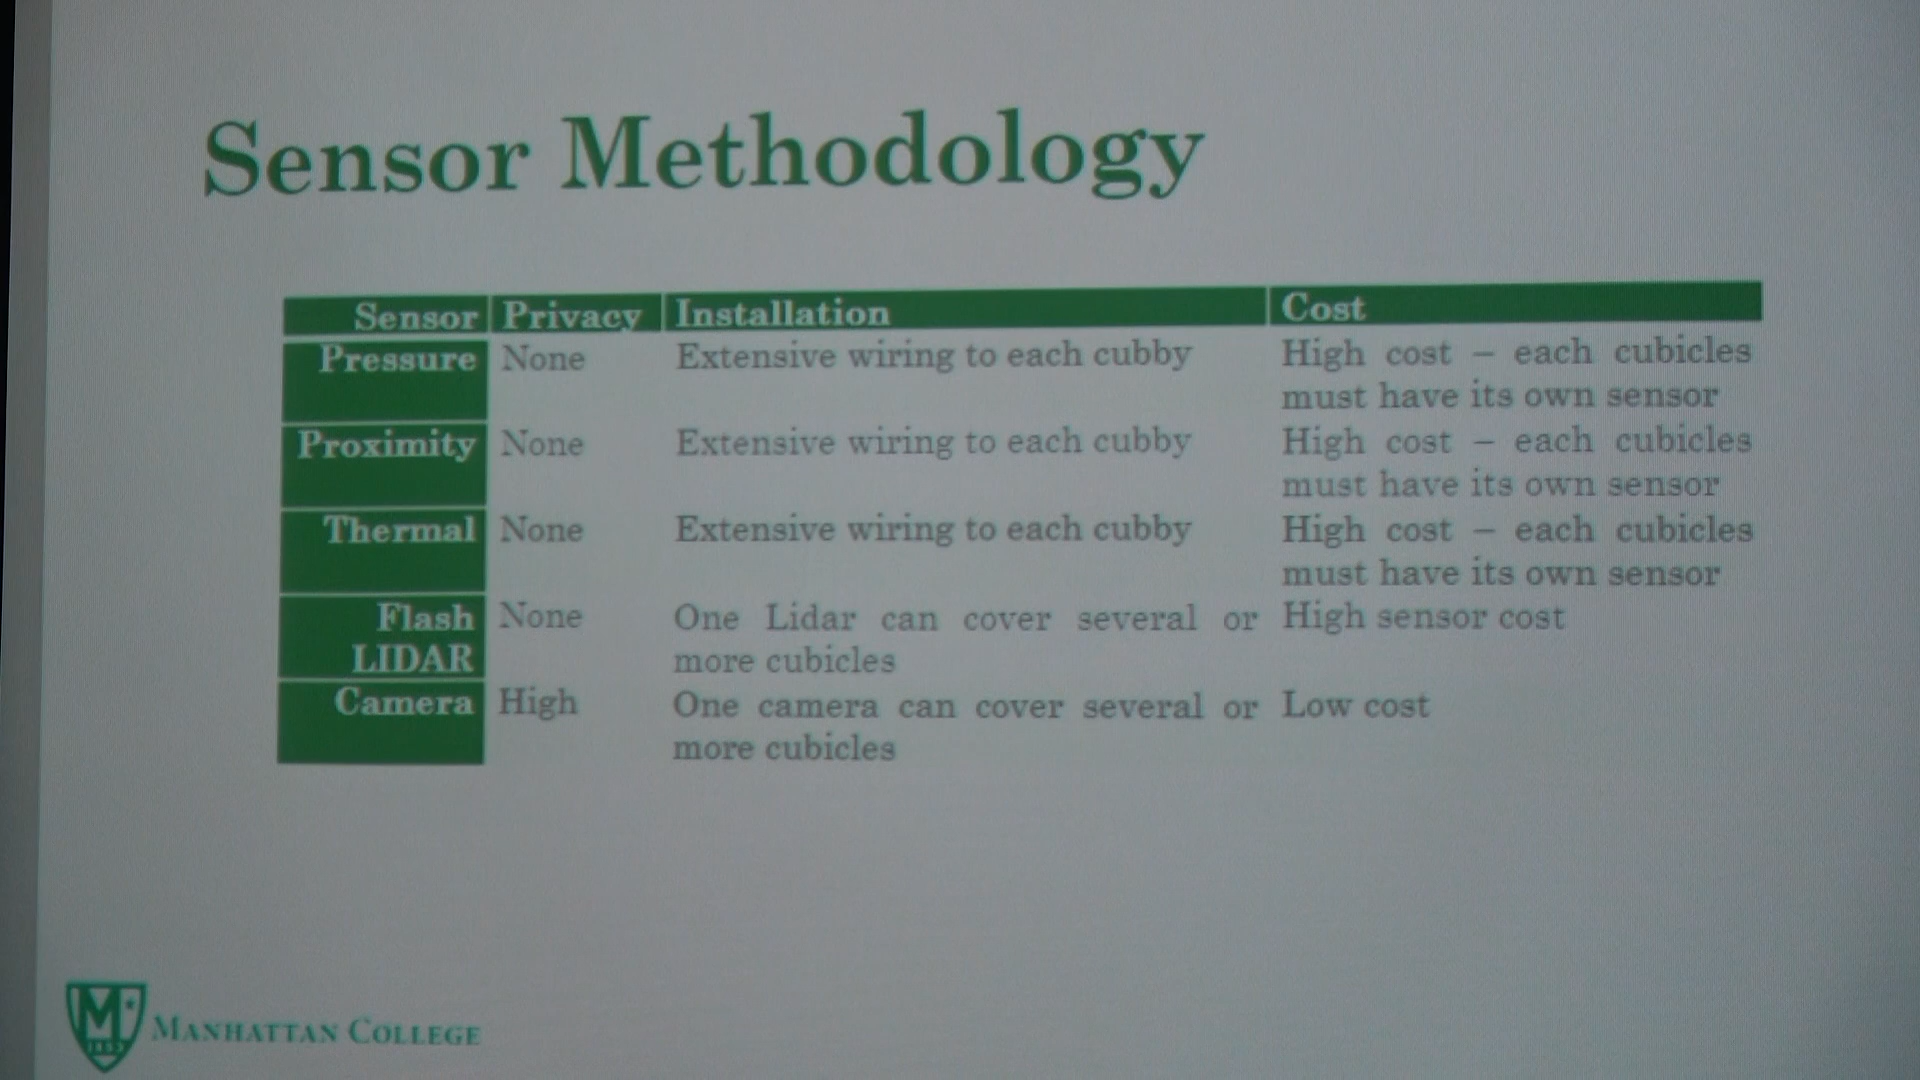 Sensor Methodology
Sensor Privacy Installation Cost
Pressure None Extensive wiring to each cubby High cost – each cubicles
must have its own sensor
Proximity None Extensive wiring to each cubby High cost – each cubicles
must have its own sensor
Thermal None Extensive wiring to each cubby High cost – each cubicles
must have its own sensor
Flash None One Lidar can cover several or High sensor cost
LIDAR more cubicles
Camera High One camera can cover several or Low cost
more cubicles
M
1853
MANHATTAN COLLEGE